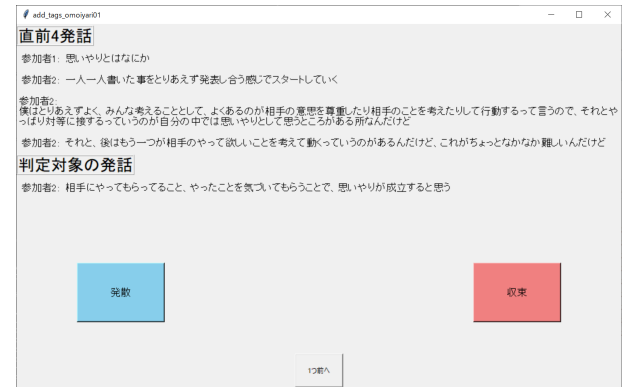 add_tags_omoiyari01
直前4発話
参加者1: 思いやりとはなにか
参加者2: 一人一人書いた事をとりあえず発表し合う感じでスタートしていく
参加者2:
僕はとりあえずよく、みんな考えることとして、よくあるのが相手の意思を尊重したり相手のことを考えたりして行動するって言うので、それとや
っぱり対等に接するっていうのが自分の中では思いやりとして思うところがある所なんだけど
参加者2: それと、後はもう一つが相手のやって欲しいことを考えて動くっていうのがあるんだけど、これがちょっとなかなか難しいんだけど
判定対象の発話
参加者2: 相手にやってもらってること、やったことを気づいてもらうことで、思いやりが成立すると思う
発散
収束
1つ前へ